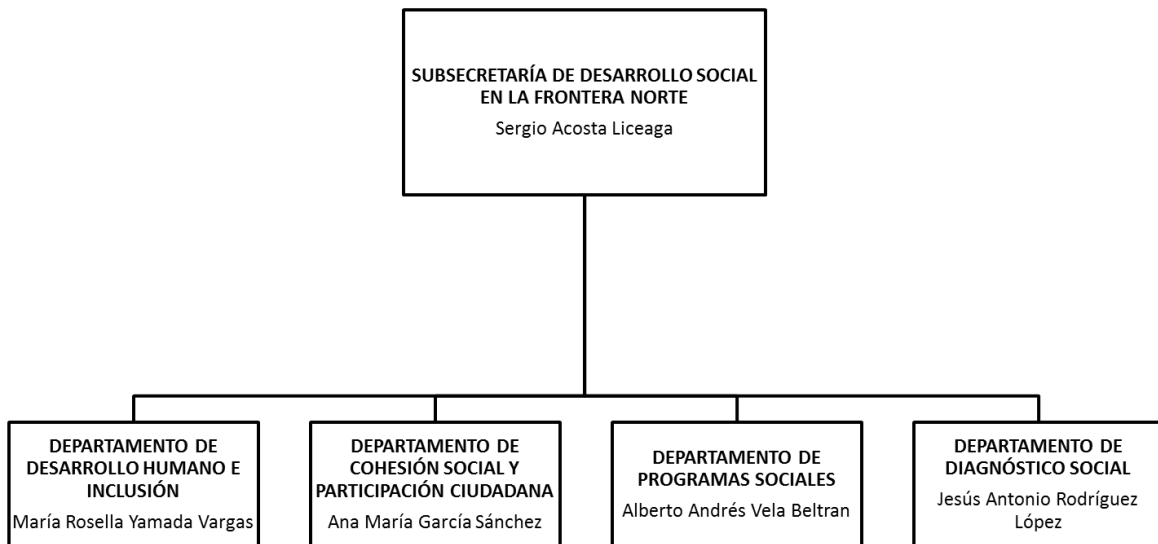 SUBSECRETARÍA DE DESARROLLO SOCIAL
EN LA FRONTERA NORTE
Sergio Acosta Liceaga
DEPARTAMENTO DE
DESARROLLO HUMANO E
INCLUSIÓN
María Rosella Yamada Vargas
DEPARTAMENTO DE
COHESIÓN SOCIAL Y
PARTICIPACIÓN CIUDADANA
Ana María García Sánchez
DEPARTAMENTO DE
PROGRAMAS SOCIALES
Alberto Andrés Vela Beltran
DEPARTAMENTO DE
DIAGNÓSTICO SOCIAL
Jesús Antonio Rodríguez
López